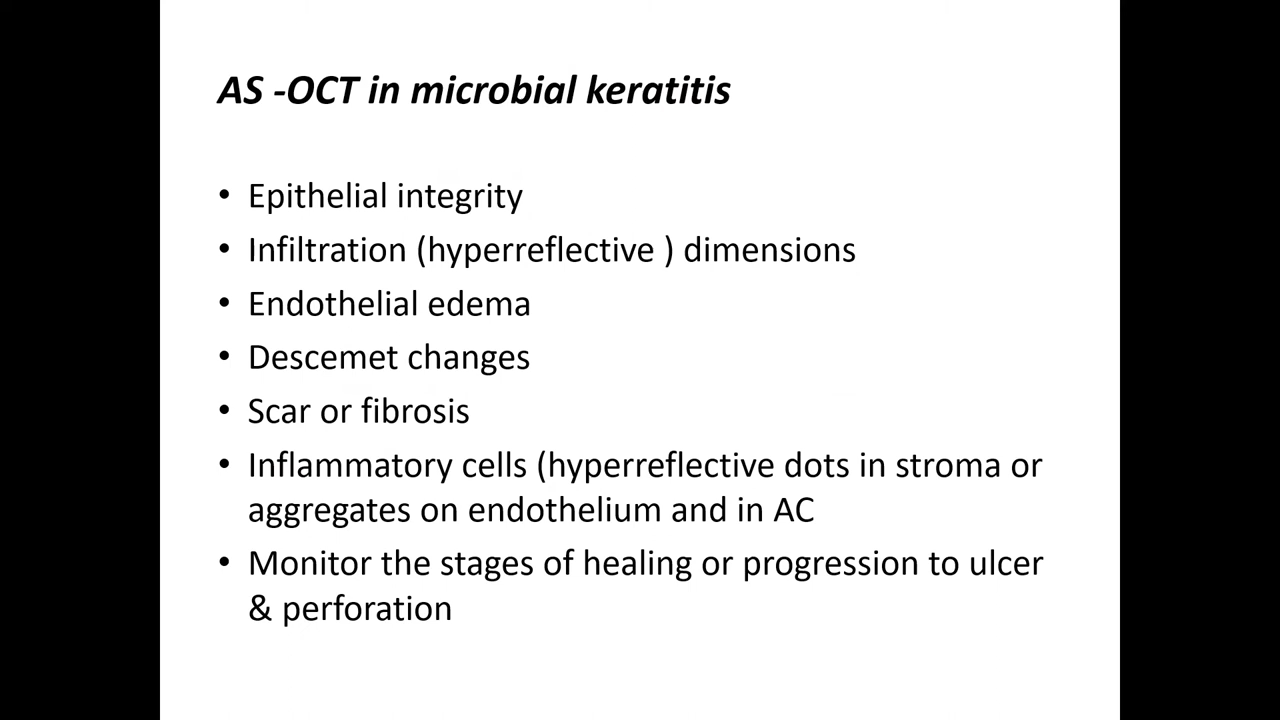 AS -OCT in microbial keratitis
• Epithelial integrity
• Infiltration (hyperreflective ) dimensions
• Endothelial edema
• Descemet changes
• Scar or fibrosis
• Inflammatory cells (hyperreflective dots in stroma or
aggregates on endothelium and in AC
• Monitor the stages of healing or progression to ulcer
& perforation